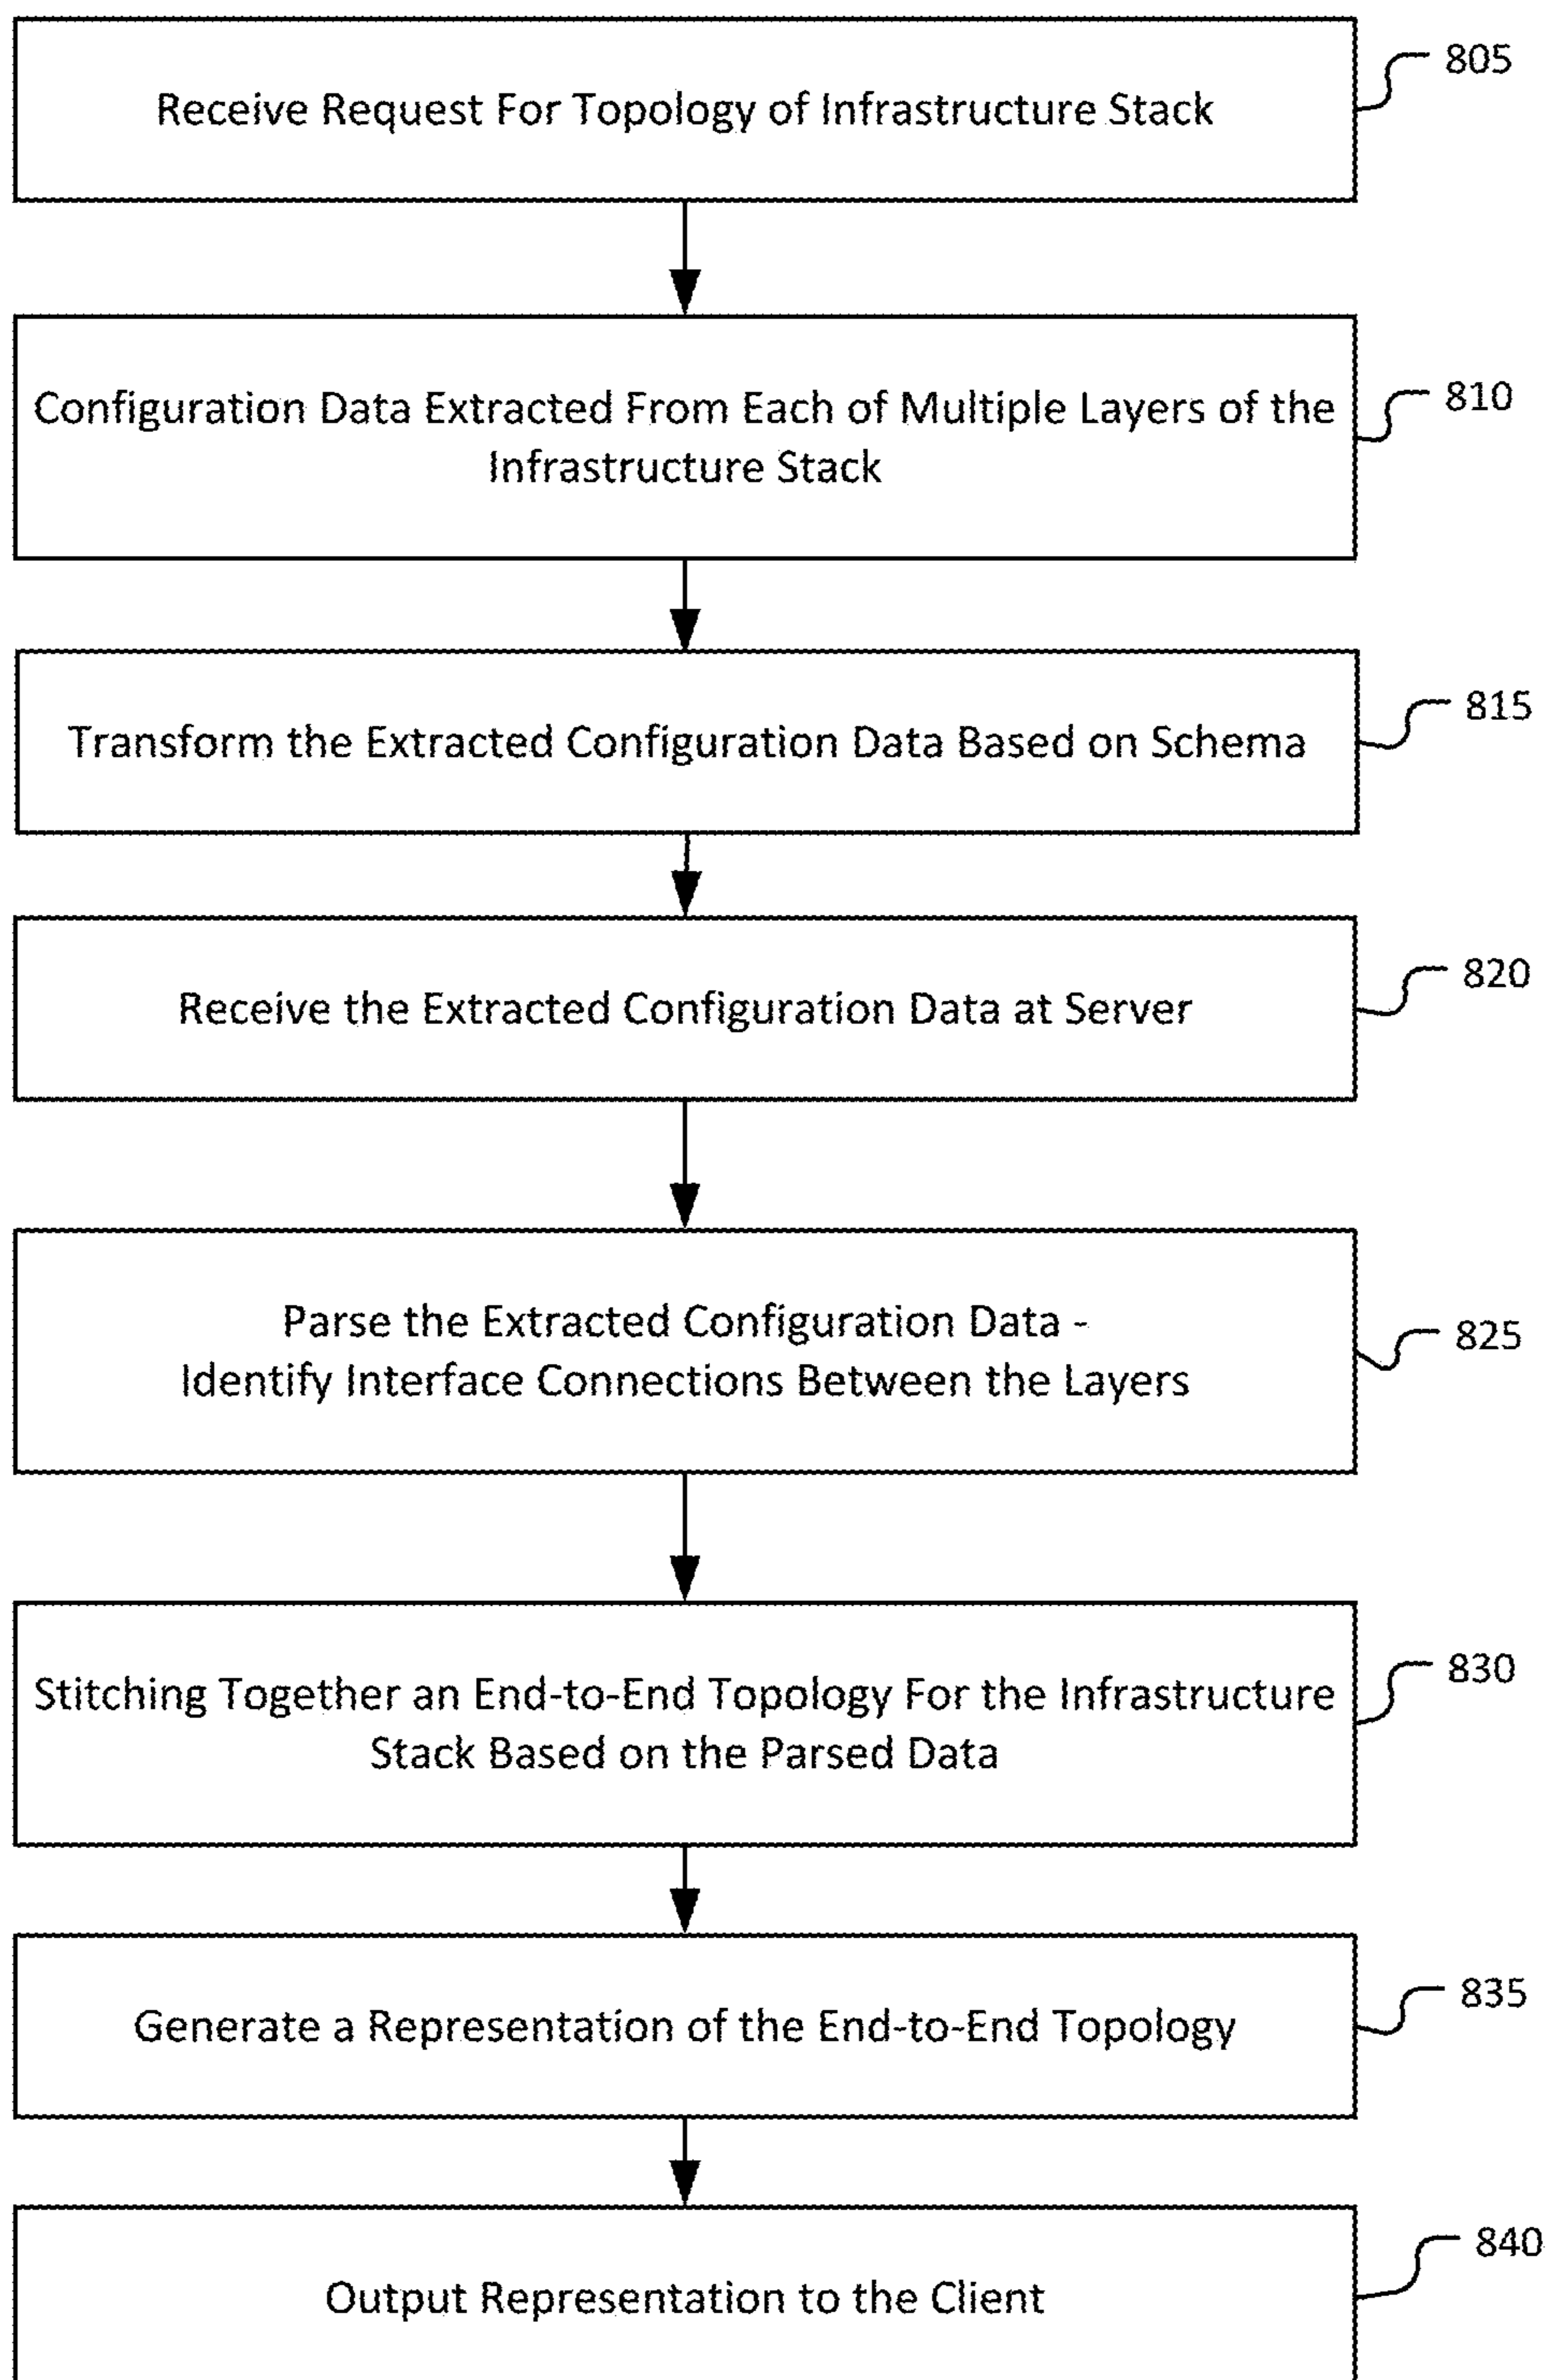 Receive Request For Topology of Infrastructure Stack
805
Configuration Data Extracted From Each of Multiple Layers of the
Infrastructure Stack
810
Transform the Extracted Configuration Data Based on Schema
815
Receive the Extracted Configuration Data at Server
820
Parse the Extracted Configuration Data -
Identify Interface Connections Between the Layers
825
Stitching Together an End-to-End Topology For the Infrastructure
Stack Based on the Parsed Data
830
Generate a Representation of the End-to-End Topology
835
Output Representation to the Client
840